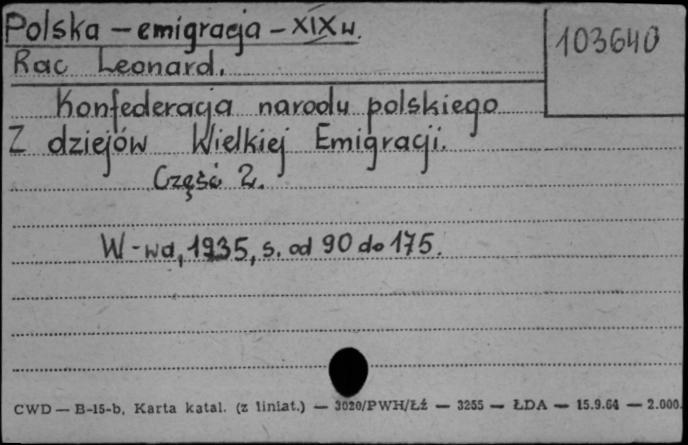 Polska – emigracja – XIX w.
103640
Rac Leonard.
Konfederacja narodu polskiego
Z dziejów Wielkiej Emigracji.
Część 2.
W-wa, 1935, s. od 90 do 175.
CWD — B-15-b, Karta katal. (z liniat.) — 3020/PWH/Łź — 3255 — ŁDA — 15.9.64 — 2.000.